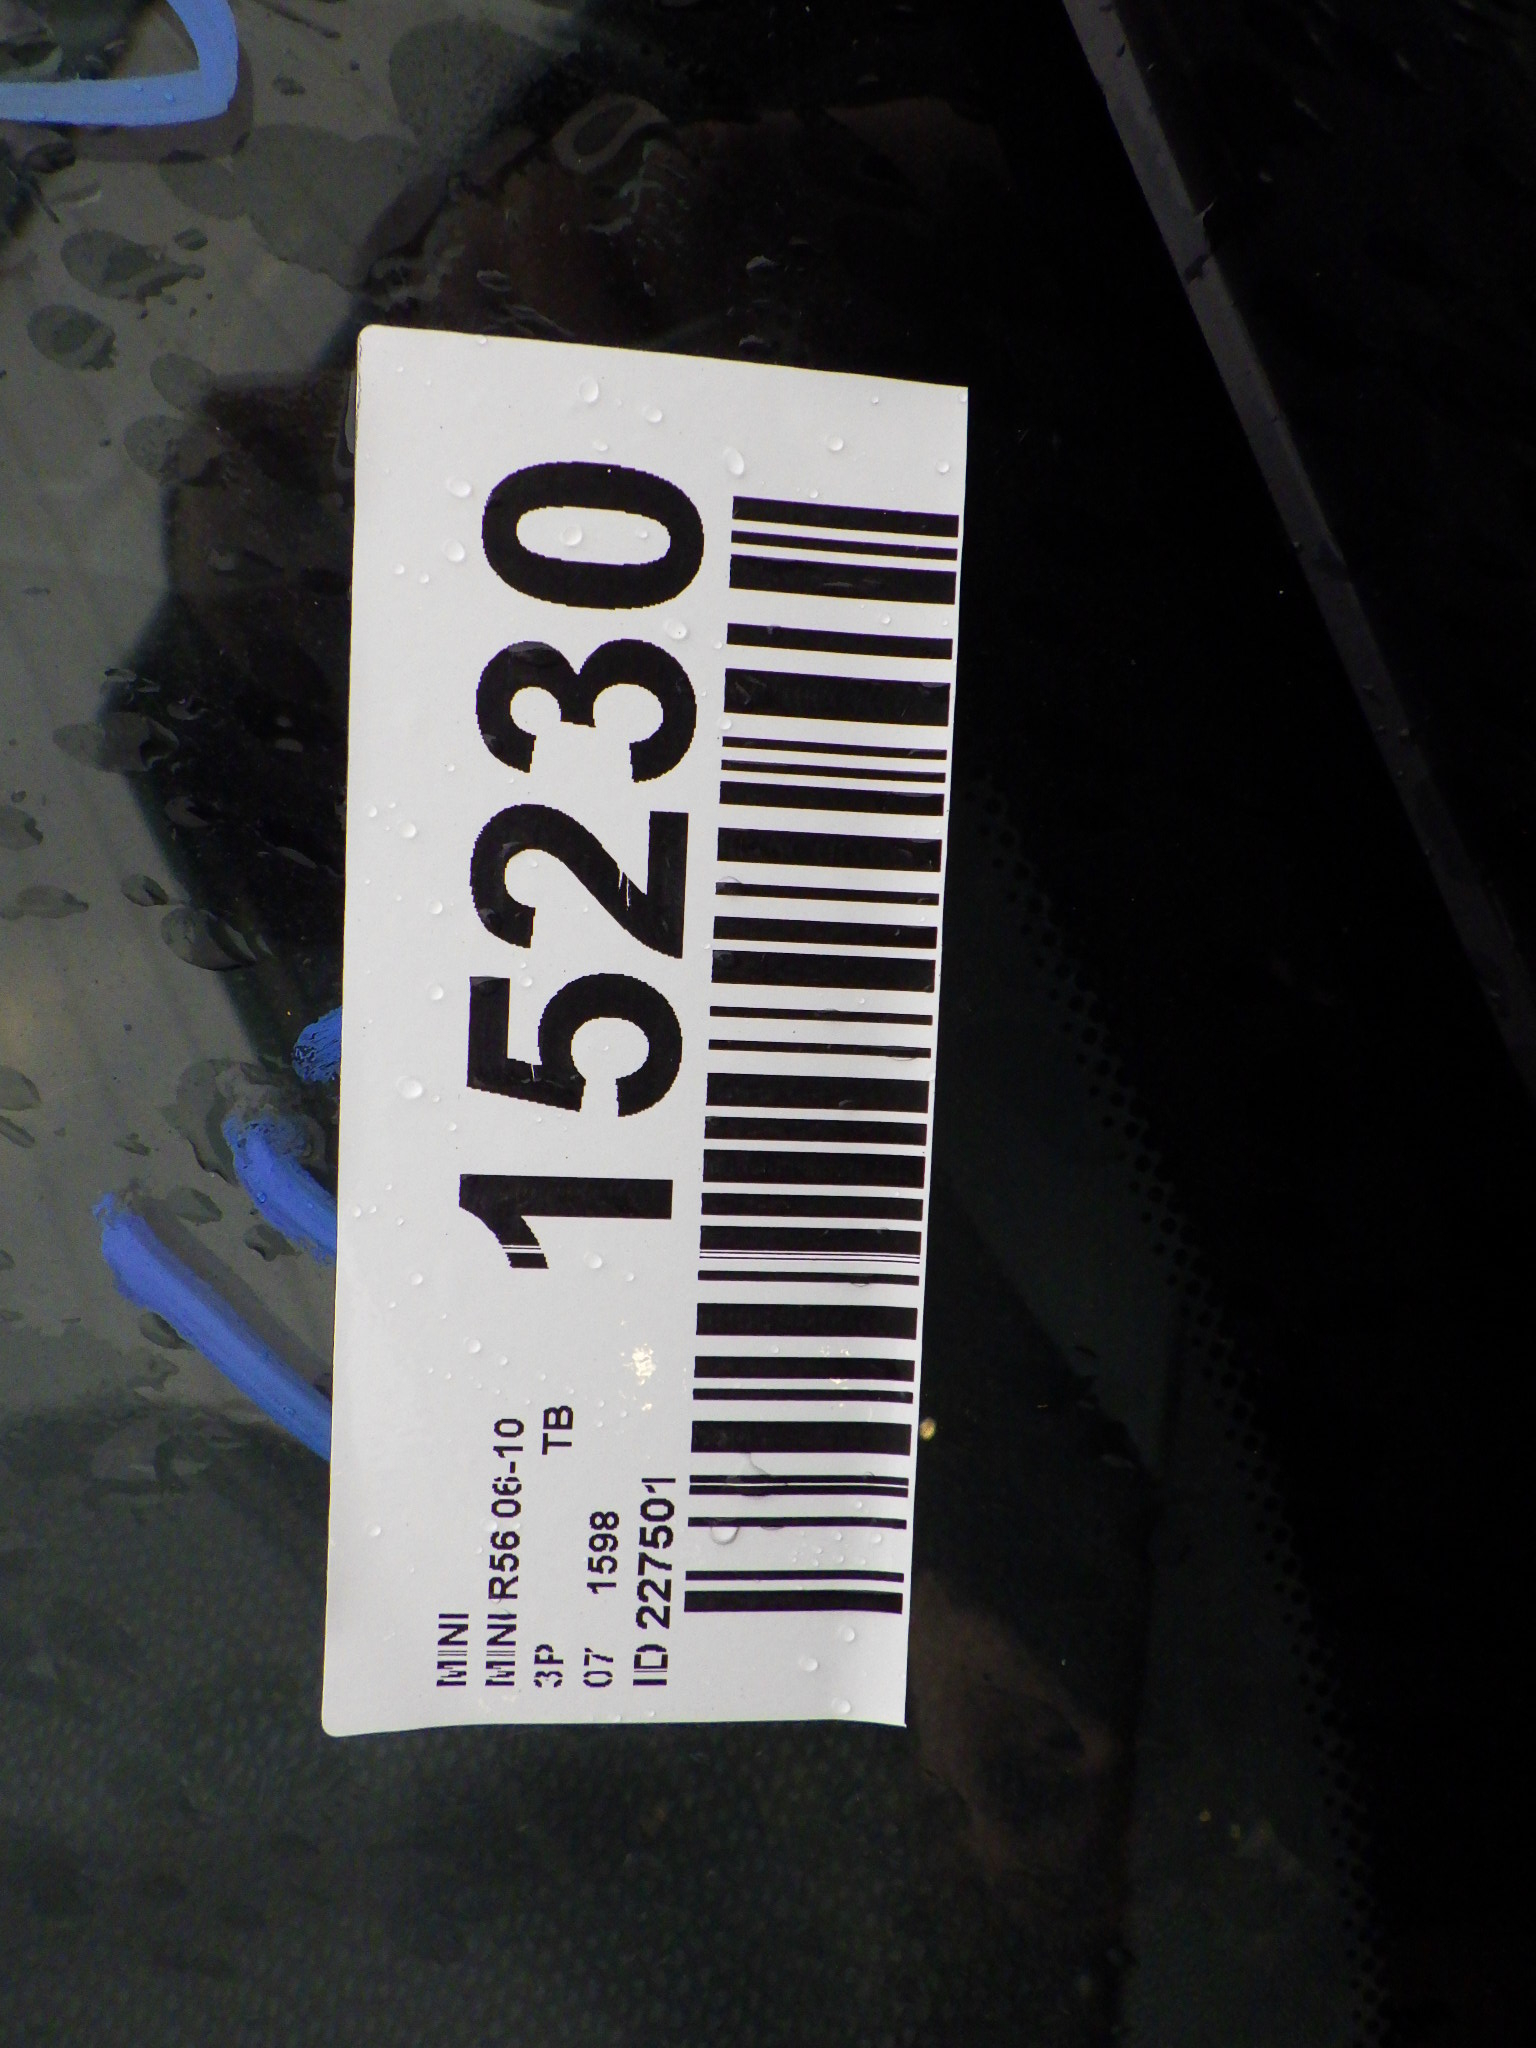 MINI
MINI R56 06-10
3P TB
07 1598
ID 227501
15230